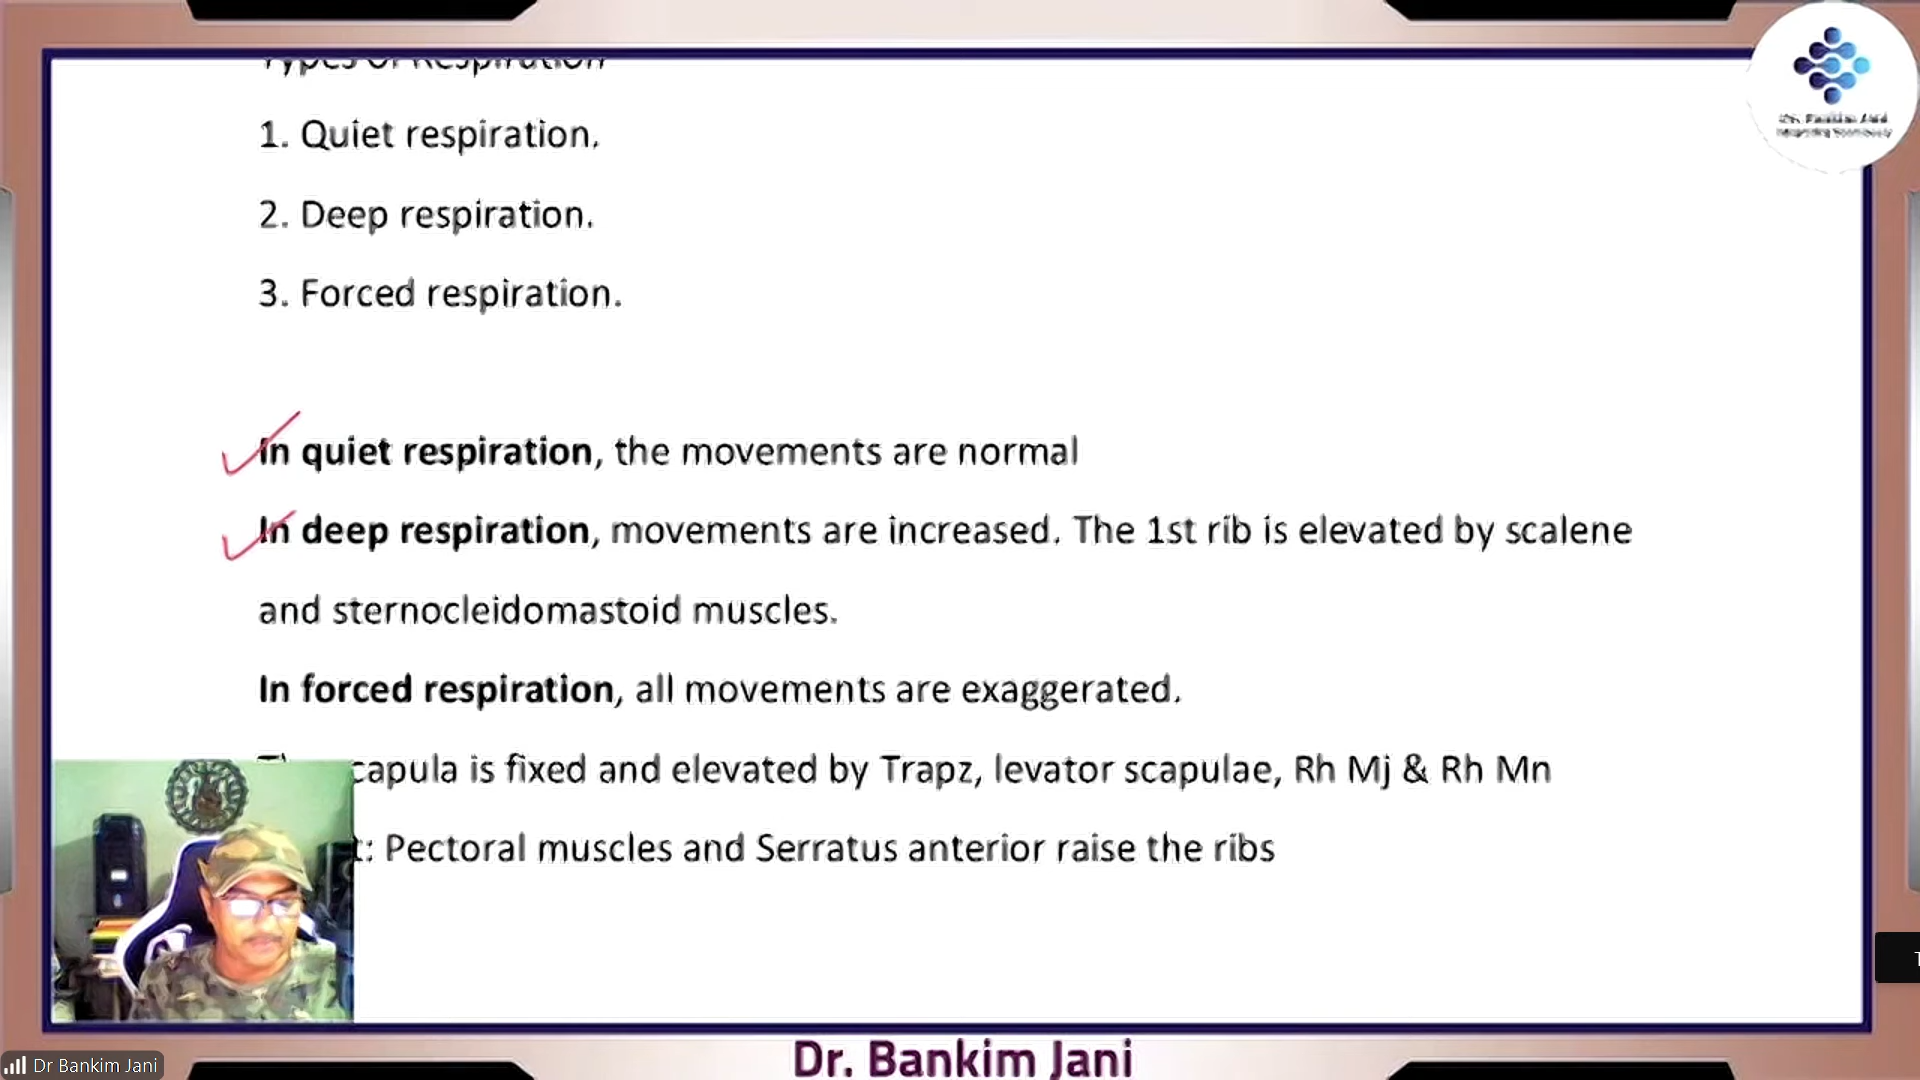 Types of Respiration
1. Quiet respiration.
2. Deep respiration.
3. Forced respiration.
In quiet respiration, the movements are normal
In deep respiration, movements are increased. The 1st rib is elevated by scalene
and sternocleidomastoid muscles.
In forced respiration, all movements are exaggerated.
capula is fixed and elevated by Trapz, levator scapulae, Rh Mj & Rh Mn
t: Pectoral muscles and Serratus anterior raise the ribs
Dr. Bankim Jani
Dr Bankim Jani